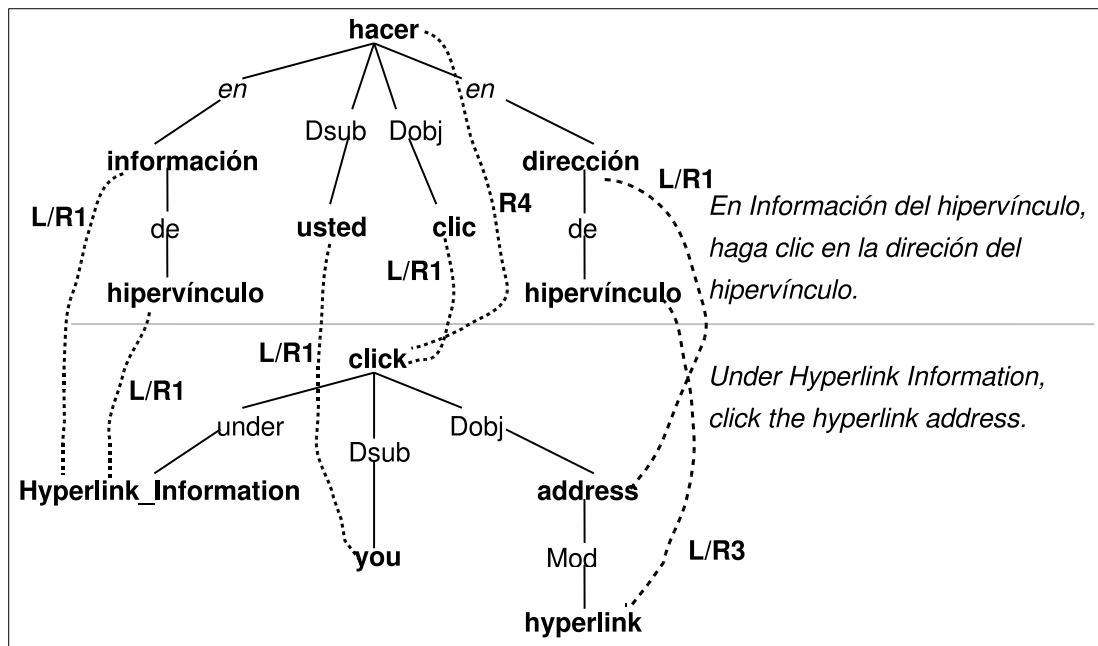 hacer
en
en
Dsub
Dobj
información
dirección
L/R1
L/R1
R4
En Información del hipervínculo,
de
usted
clic
de
haga clic en la direción del
L/R1
hipervínculo
hipervínculo
hipervínculo.
L/R1
click
L/R1
Under Hyperlink Information,
click the hyperlink address.
under
Dobj
Dsub
Hyperlink_Information
address
you
Mod
L/R3
hyperlink